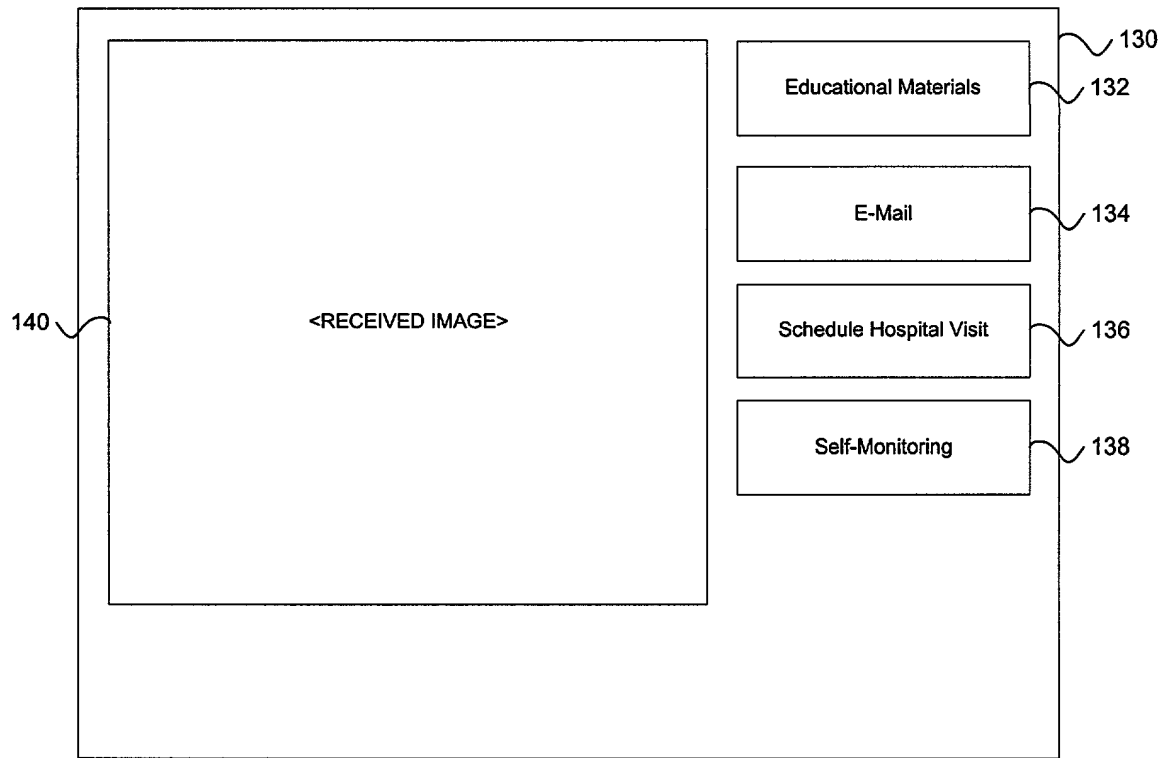 130
Educational Materials
132
E-Mail
134
140
<RECEIVED IMAGE>
Schedule Hospital Visit
136
Self-Monitoring
138